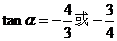 tan α = -4/3 或 -3/4